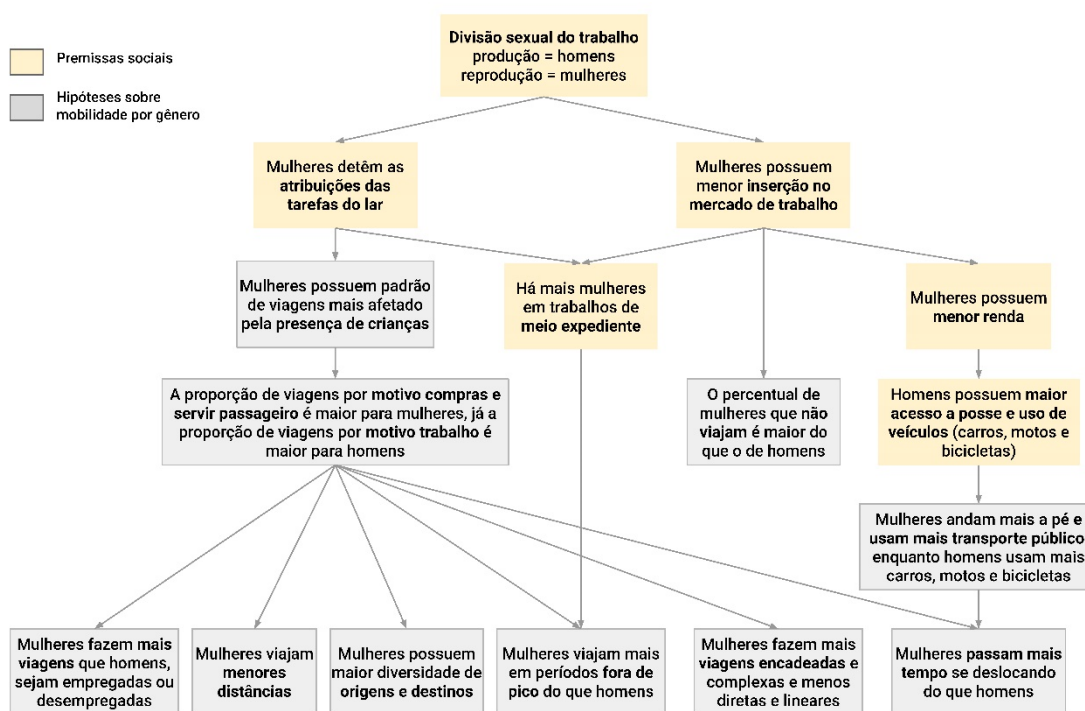 Divisão sexual do trabalho
produção = homens
reprodução = mulheres
Premissas sociais
Hipóteses sobre
mobilidade por gênero
Mulheres detêm as
atribuições das
tarefas do lar
Mulheres possuem
menor inserção no
mercado de trabalho
Mulheres possuem padrão
de viagens mais afetado
pela presença de crianças
Há mais mulheres
em trabalhos de
meio expediente
Mulheres possuem
menor renda
A proporção de viagens por motivo compras e
servir passageiro é maior para mulheres, já a
proporção de viagens por motivo trabalho é
maior para homens
O percentual de
mulheres que não
viajam é maior do
que o de homens
Homens possuem maior
acesso a posse e uso de
veículos (carros, motos e
bicicletas)
Mulheres andam mais a pé e
usam mais transporte público
enquanto homens usam mais
carros, motos e bicicletas
Mulheres fazem mais
viagens que homens,
sejam empregadas ou
desempregadas
Mulheres viajam
menores
distâncias
Mulheres possuem
maior diversidade de
origens e destinos
Mulheres viajam mais
em períodos fora de
pico do que homens
Mulheres fazem mais
viagens encadeadas e
complexas e menos
diretas e lineares
Mulheres passam mais
tempo se deslocando
do que homens